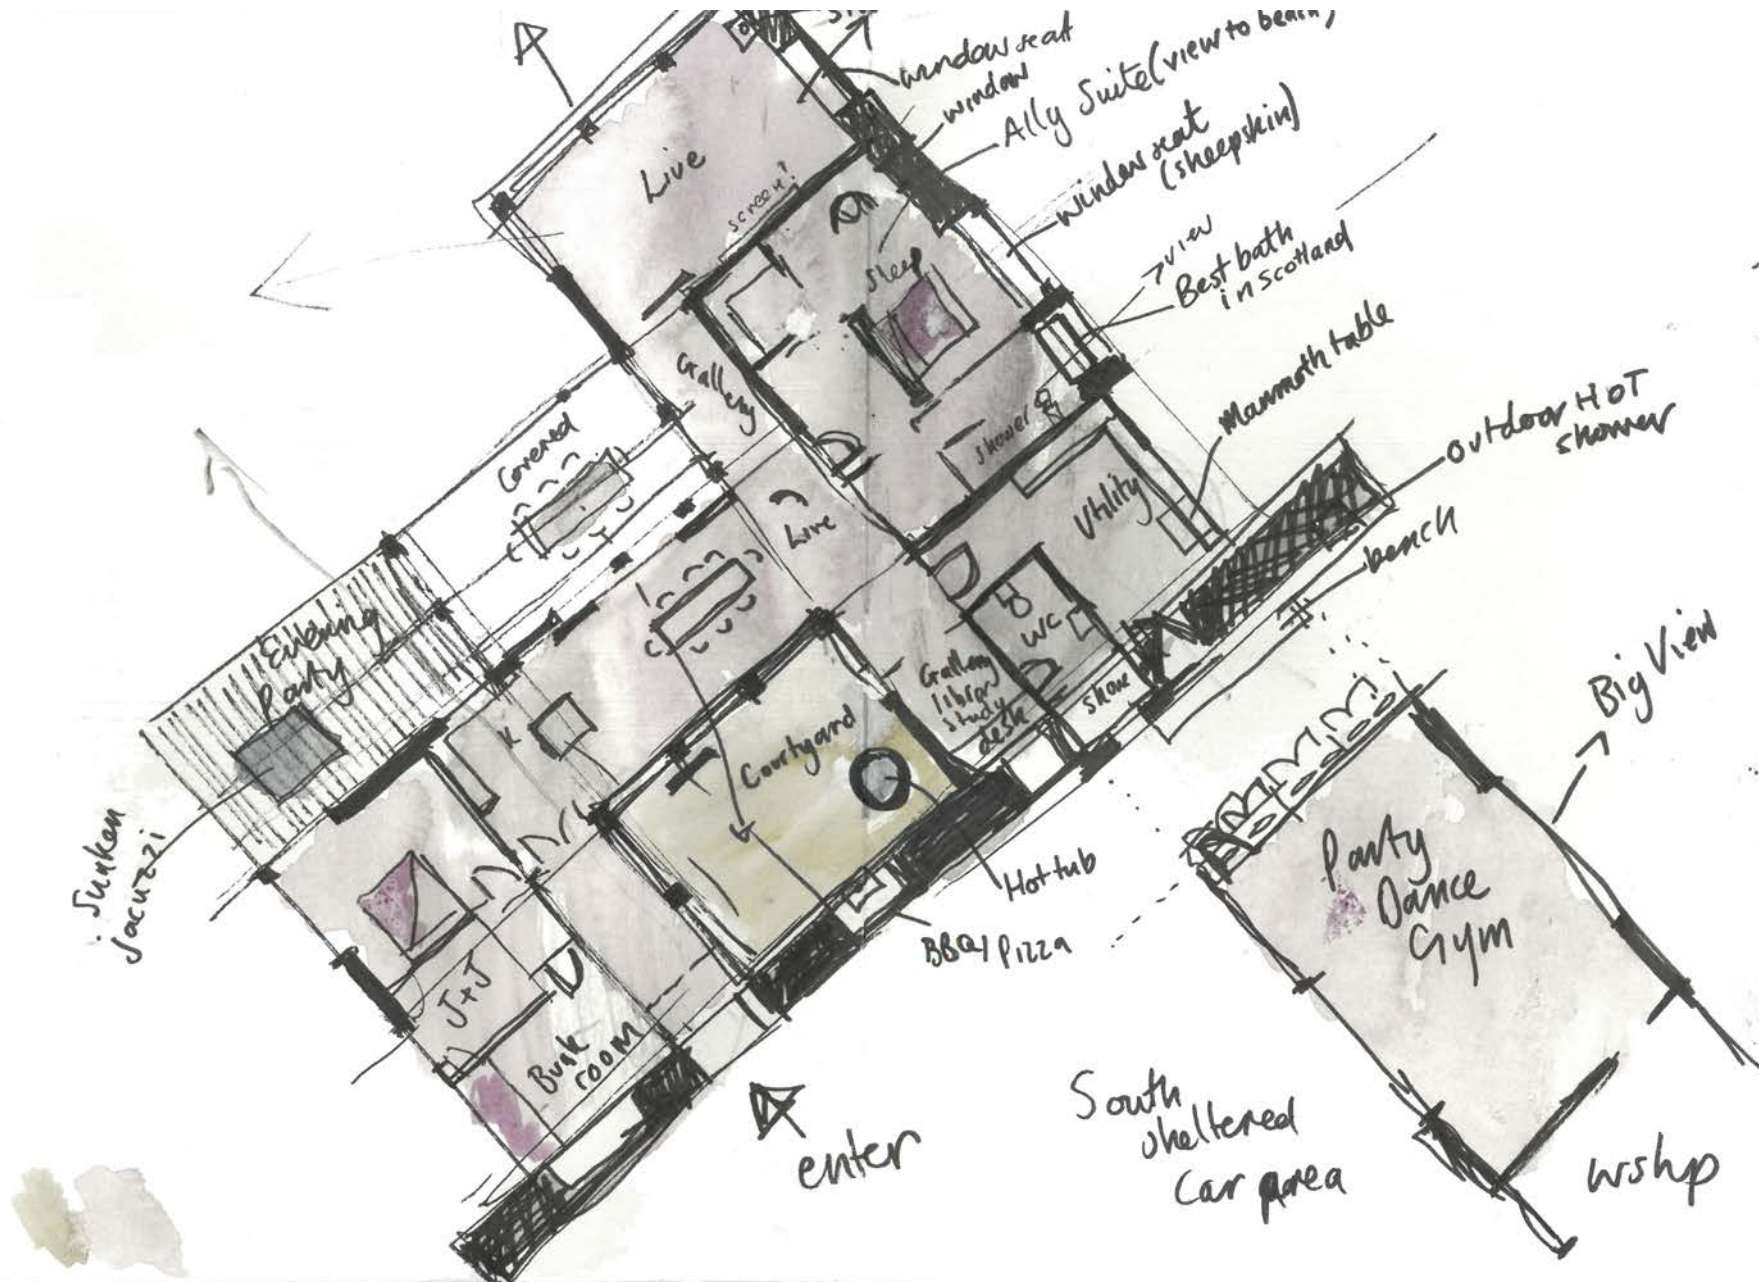 window seat
window
Ally Suite (view to beach)
window seat
(sheepskin)
view
Best bath
in Scotland
Mammoth table
outdoor HOT
shower
bench
Live
screen!
Sleep
Gallery
shower
Utility
Covered
Live
WC
Evening
Party
Gallery
library
study
desk
Courtyard
K
Sunken
jacuzzi
Hot tub
BBQ/Pizza
J+J
Bunk
room
enter
Big View
Party
Dance
Gym
South
sheltered
Car area
wshp